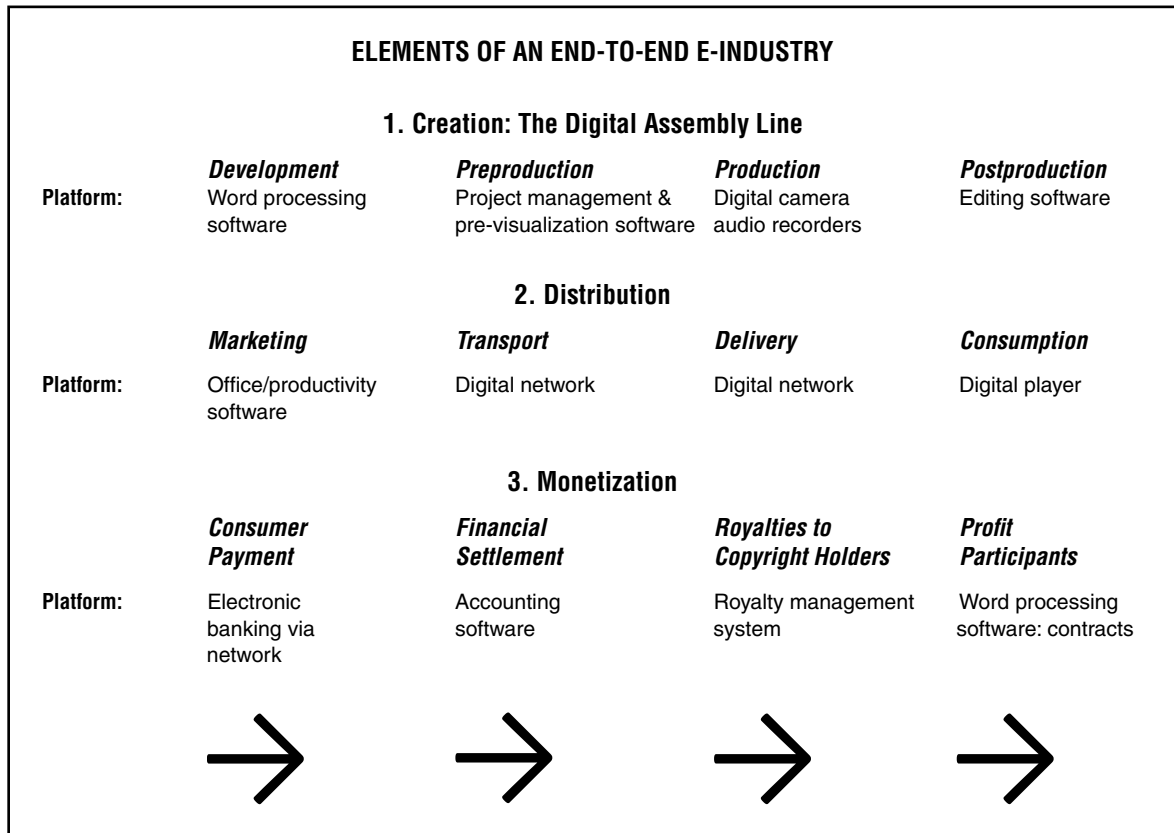 ELEMENTS OF AN END-TO-END E-INDUSTRY
1. Creation: The Digital Assembly Line
Development Preproduction Production Postproduction
Platform: Word processing Project management & Digital camera Editing software
software pre-visualization software audio recorders
2. Distribution
Marketing Transport Delivery Consumption
Platform: Office/productivity Digital network Digital network Digital player
software
3. Monetization
Consumer Financial Royalties to Profit
Payment Settlement Copyright Holders Participants
Platform: Electronic Accounting Royalty management Word processing
banking via software system software: contracts
network